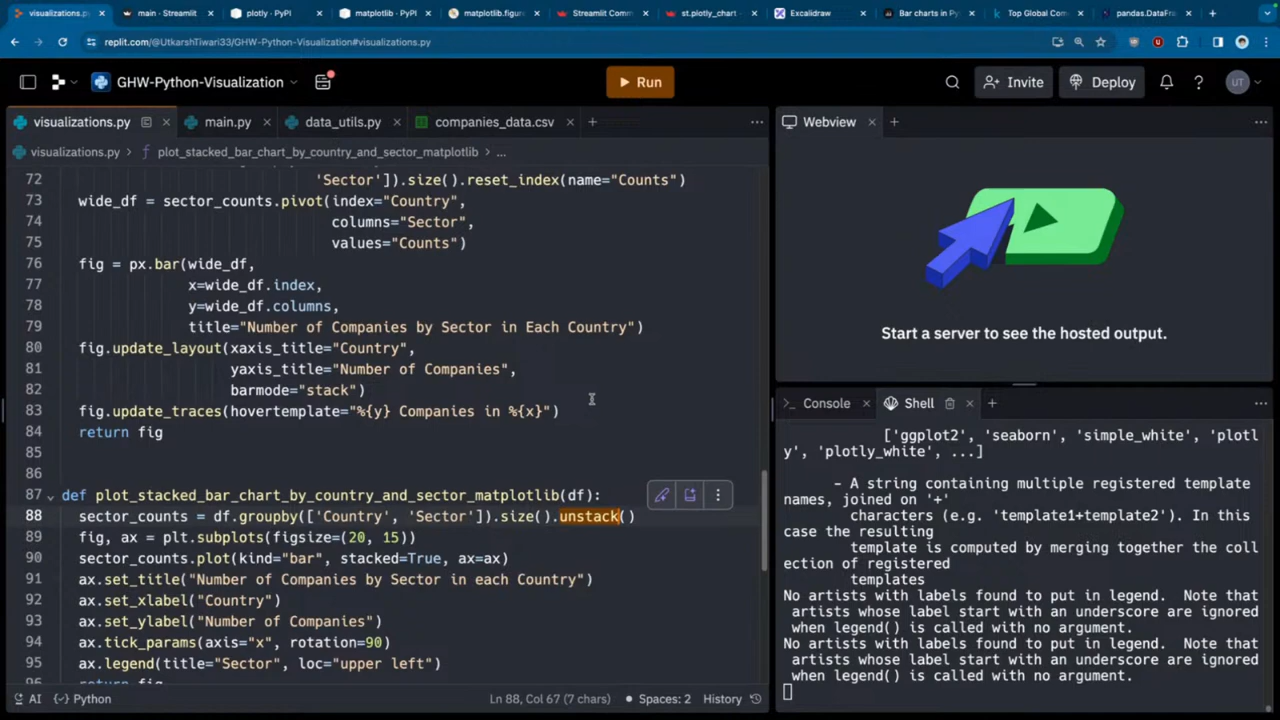 visualizations.py
main - Streamlit
plotly · PyPI
matplotlib · PyPI
matplotlib.figur
Streamlit Comm
st.plotly_chart -
Excalidraw
Bar charts in Py
Top Global Com
pandas.DataFra
replit.com/@UtkarshTiwari33/GHW-Python-Visualization#visualizations.py
GHW-Python-Visualization
Run
Invite
Deploy
UT
visualizations.py
main.py
data_utils.py
companies_data.csv
Webview
visualizations.py > plot_stacked_bar_chart_by_country_and_sector_matplotlib > ...
72 'Sector']).size().reset_index(name="Counts")
73 wide_df = sector_counts.pivot(index="Country",
74 columns="Sector",
75 values="Counts")
76 fig = px.bar(wide_df,
77 x=wide_df.index,
78 y=wide_df.columns,
79 title="Number of Companies by Sector in Each Country")
80 fig.update_layout(xaxis_title="Country",
81 yaxis_title="Number of Companies",
82 barmode="stack")
83 fig.update_traces(hovertemplate="%{y} Companies in %{x}")
84 return fig
85
86
87 def plot_stacked_bar_chart_by_country_and_sector_matplotlib(df):
88 sector_counts = df.groupby(['Country', 'Sector']).size().unstack()
89 fig, ax = plt.subplots(figsize=(20, 15))
90 sector_counts.plot(kind="bar", stacked=True, ax=ax)
91 ax.set_title("Number of Companies by Sector in each Country")
92 ax.set_xlabel("Country")
93 ax.set_ylabel("Number of Companies")
94 ax.tick_params(axis="x", rotation=90)
95 ax.legend(title="Sector", loc="upper left")
96 return fig
AI
Python
Ln 88, Col 67 (7 chars)
Spaces: 2
History
Start a server to see the hosted output.
Console
Shell
['ggplot2', 'seaborn', 'simple_white', 'plotl
y', 'plotly_white', ...]
- A string containing multiple registered template
names, joined on '+'
characters (e.g. 'template1+template2'). In this
case the resulting
template is computed by merging together the coll
ection of registered
templates
No artists with labels found to put in legend. Note that
artists whose label start with an underscore are ignored
when legend() is called with no argument.
No artists with labels found to put in legend. Note that
artists whose label start with an underscore are ignored
when legend() is called with no argument.